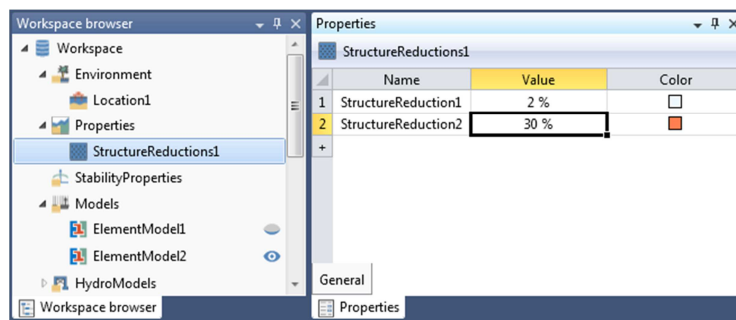 Workspace browser
Workspace
Environment
Location1
Properties
StructureReductions1
StabilityProperties
Models
ElementModel1
ElementModel2
HydroModels
Workspace browser
Properties
StructureReductions1
Name Value Color
1 StructureReduction1 2 %
2 StructureReduction2 30 %
+
General
Properties